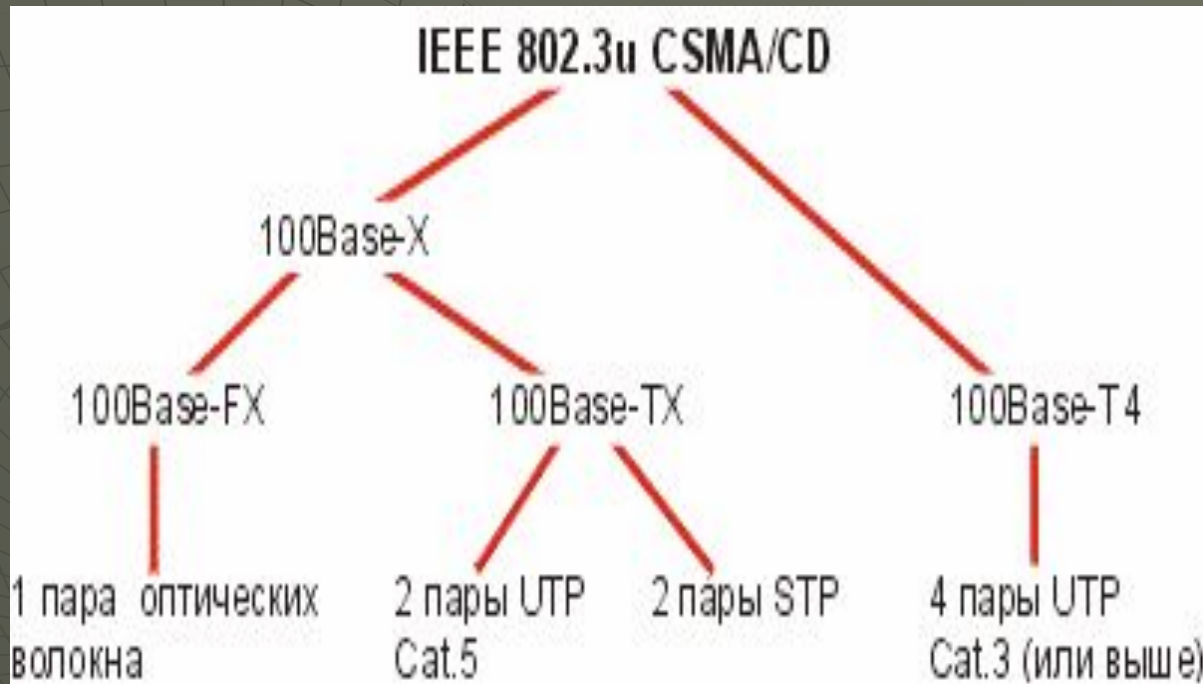 IEEE 802.3u CSMA/CD
100Base-X
100Base-FX
100Base-TX
100Base-T4
1 пара оптических
волокна
2 пары UTP
Cat.5
2 пары STP
4 пары UTP
Cat.3 (или выше)